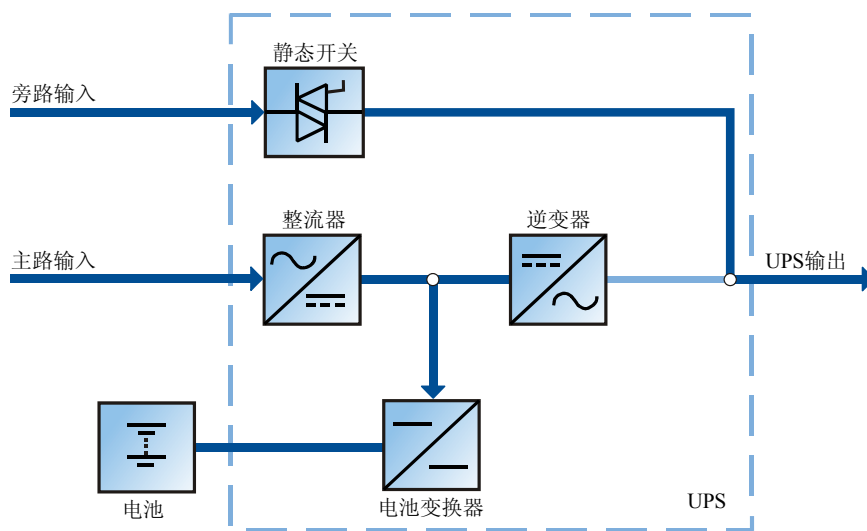 静态开关
旁路输入
整流器
逆变器
主路输入
UPS输出
电池
电池变换器
UPS